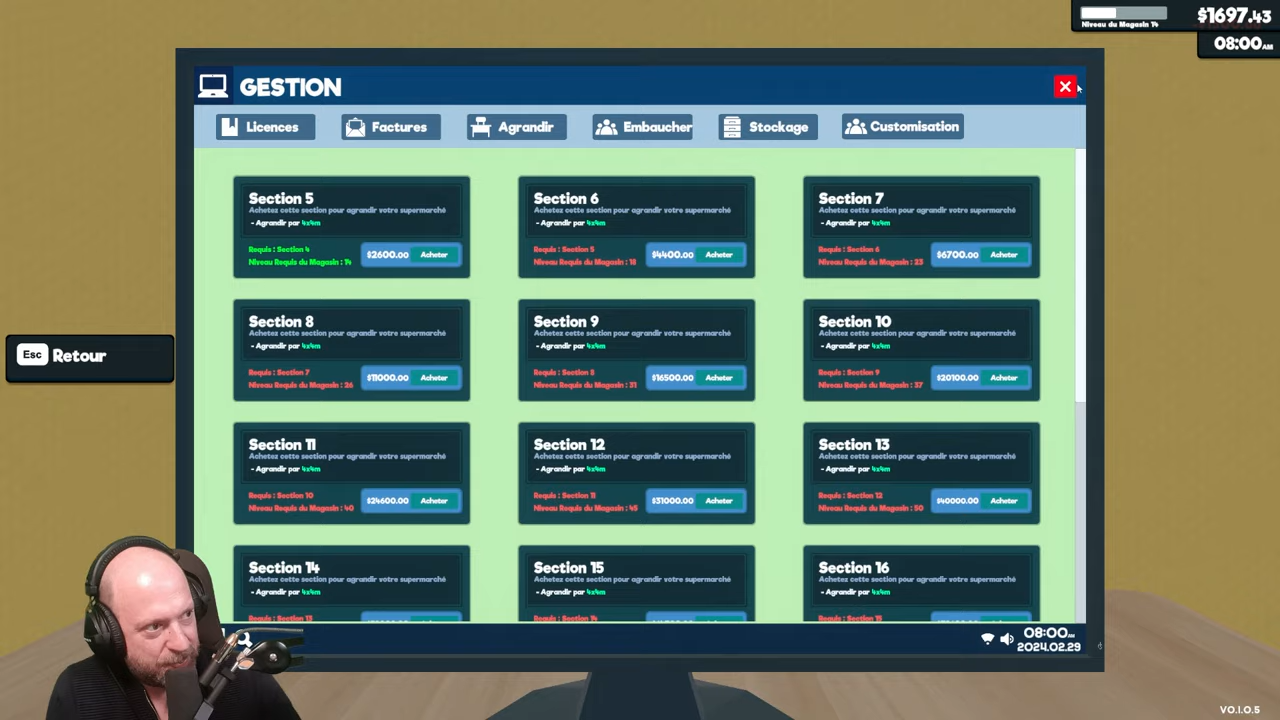 $1697.43
Niveau du Magasin 14
08:00AM
GESTION
Licences
Factures
Agrandir
Embaucher
Stockage
Customisation
Section 5
Achetez cette section pour agrandir votre supermarché
- Agrandir par 4x4m
Requis : Section 4
Niveau Requis du Magasin : 14
$2600.00
Acheter
Section 6
Achetez cette section pour agrandir votre supermarché
- Agrandir par 4x4m
Requis : Section 5
Niveau Requis du Magasin : 18
$4400.00
Acheter
Section 7
Achetez cette section pour agrandir votre supermarché
- Agrandir par 4x4m
Requis : Section 6
Niveau Requis du Magasin : 23
$6700.00
Acheter
Section 8
Achetez cette section pour agrandir votre supermarché
- Agrandir par 4x4m
Requis : Section 7
Niveau Requis du Magasin : 26
$11000.00
Acheter
Section 9
Achetez cette section pour agrandir votre supermarché
- Agrandir par 4x4m
Requis : Section 8
Niveau Requis du Magasin : 31
$16500.00
Acheter
Section 10
Achetez cette section pour agrandir votre supermarché
- Agrandir par 4x4m
Requis : Section 9
Niveau Requis du Magasin : 37
$20100.00
Acheter
Esc Retour
Section 11
Achetez cette section pour agrandir votre supermarché
- Agrandir par 4x4m
Requis : Section 10
Niveau Requis du Magasin : 40
$24600.00
Acheter
Section 12
Achetez cette section pour agrandir votre supermarché
- Agrandir par 4x4m
Requis : Section 11
Niveau Requis du Magasin : 45
$31000.00
Acheter
Section 13
Achetez cette section pour agrandir votre supermarché
- Agrandir par 4x4m
Requis : Section 12
Niveau Requis du Magasin : 50
$40000.00
Acheter
Section 14
Achetez cette section pour agrandir votre supermarché
- Agrandir par 4x4m
Section 15
Achetez cette section pour agrandir votre supermarché
- Agrandir par 4x4m
Section 16
Achetez cette section pour agrandir votre supermarché
- Agrandir par 4x4m
08:00AM
2024.02.29
V0.1.0.5